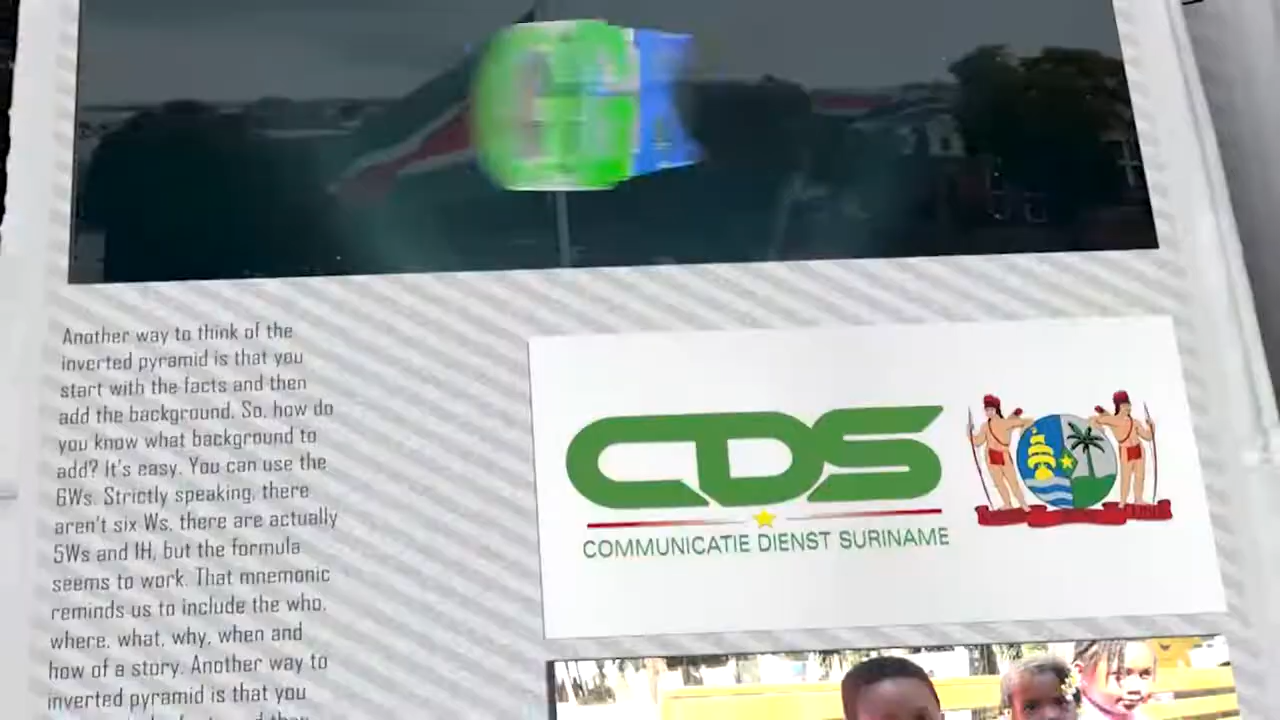 Another way to think of the
inverted pyramid is that you
start with the facts and then
add the background. So, how do
you know what background to
add? It's easy. You can use the
6Ws. Strictly speaking, there
aren't six Ws, there are actually
5Ws and 1H, but the formula
seems to work. That mnemonic
reminds us to include the who,
where, what, why, when and
how of a story. Another way to
inverted pyramid is that you
CDS
COMMUNICATIE DIENST SURINAME